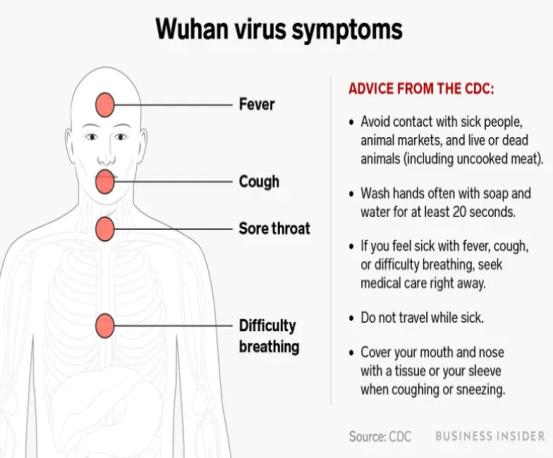 Wuhan virus symptoms
Fever
Cough
Sore throat
Difficulty
breathing
ADVICE FROM THE CDC:
• Avoid contact with sick people,
animal markets, and live or dead
animals (including uncooked meat).
• Wash hands often with soap and
water for at least 20 seconds.
• If you feel sick with fever, cough,
or difficulty breathing, seek
medical care right away.
• Do not travel while sick.
• Cover your mouth and nose
with a tissue or your sleeve
when coughing or sneezing.
Source: CDC BUSINESS INSIDER